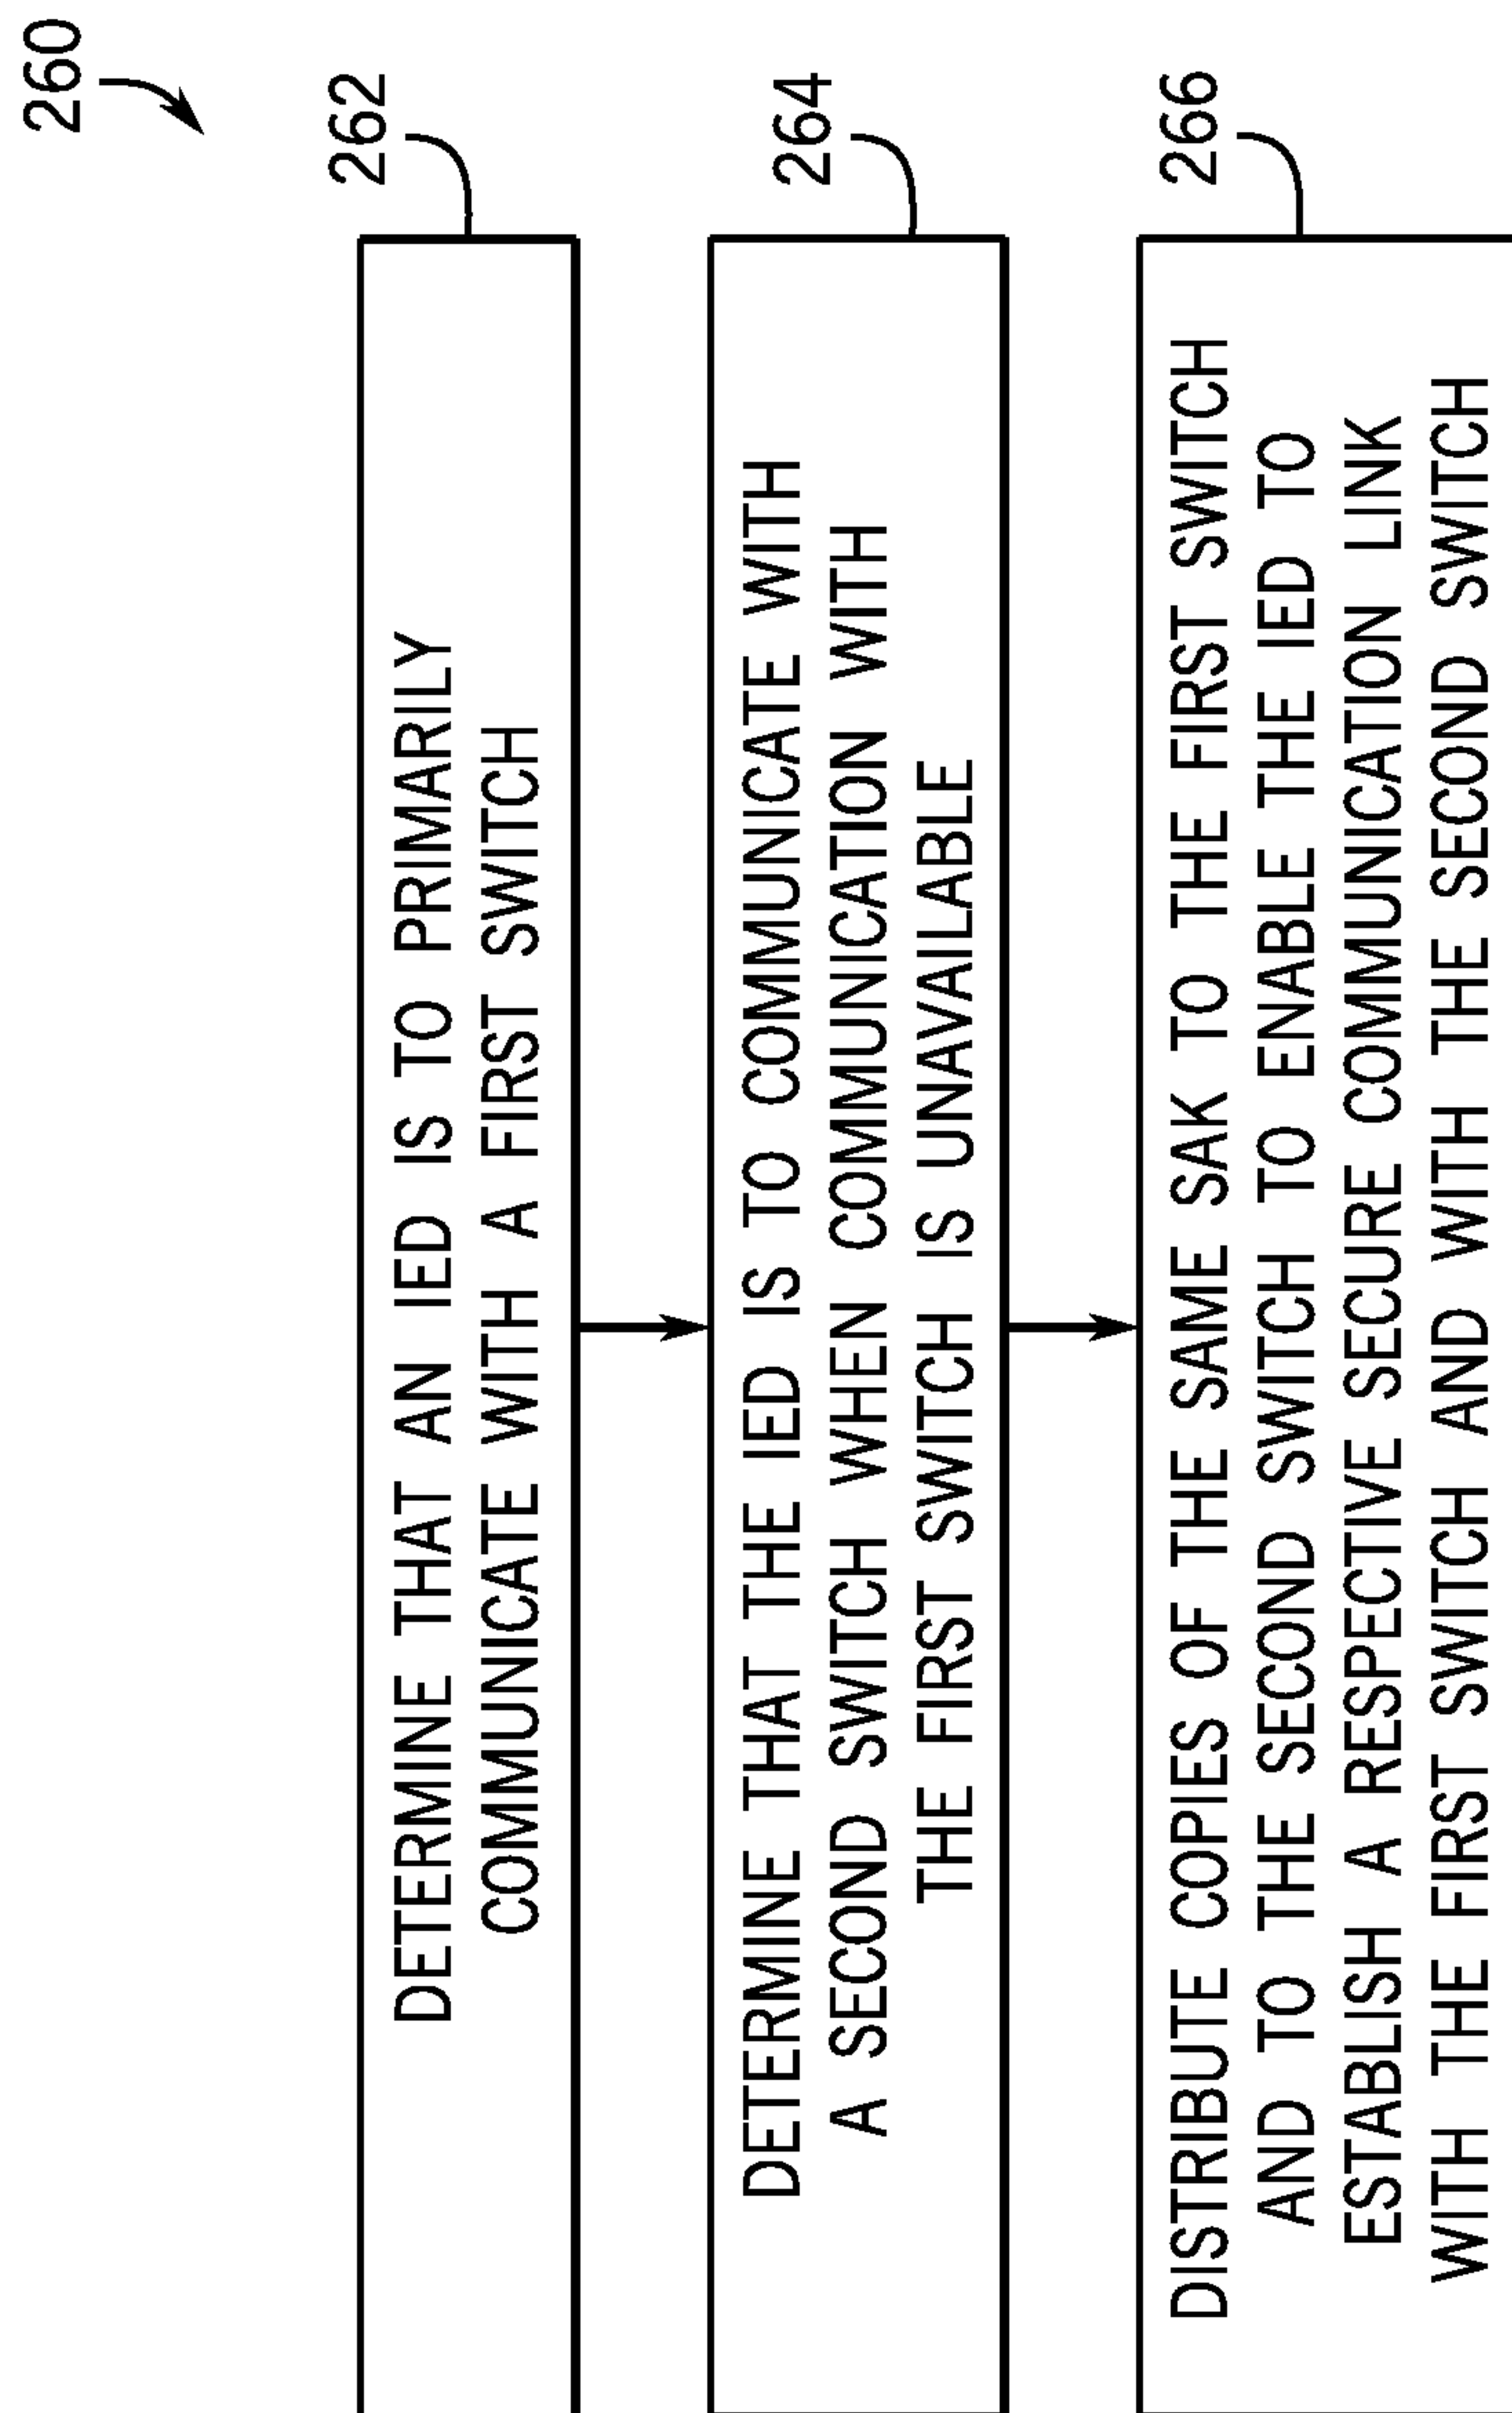 260
262
DETERMINE THAT AN IED IS TO PRIMARILY
COMMUNICATE WITH A FIRST SWITCH
264
DETERMINE THAT THE IED IS TO COMMUNICATE WITH
A SECOND SWITCH WHEN COMMUNICATION WITH
THE FIRST SWITCH IS UNAVAILABLE
266
DISTRIBUTE COPIES OF THE SAME SAK TO THE FIRST SWITCH
AND TO THE SECOND SWITCH TO ENABLE THE IED TO
ESTABLISH A RESPECTIVE SECURE COMMUNICATION LINK
WITH THE FIRST SWITCH AND WITH THE SECOND SWITCH